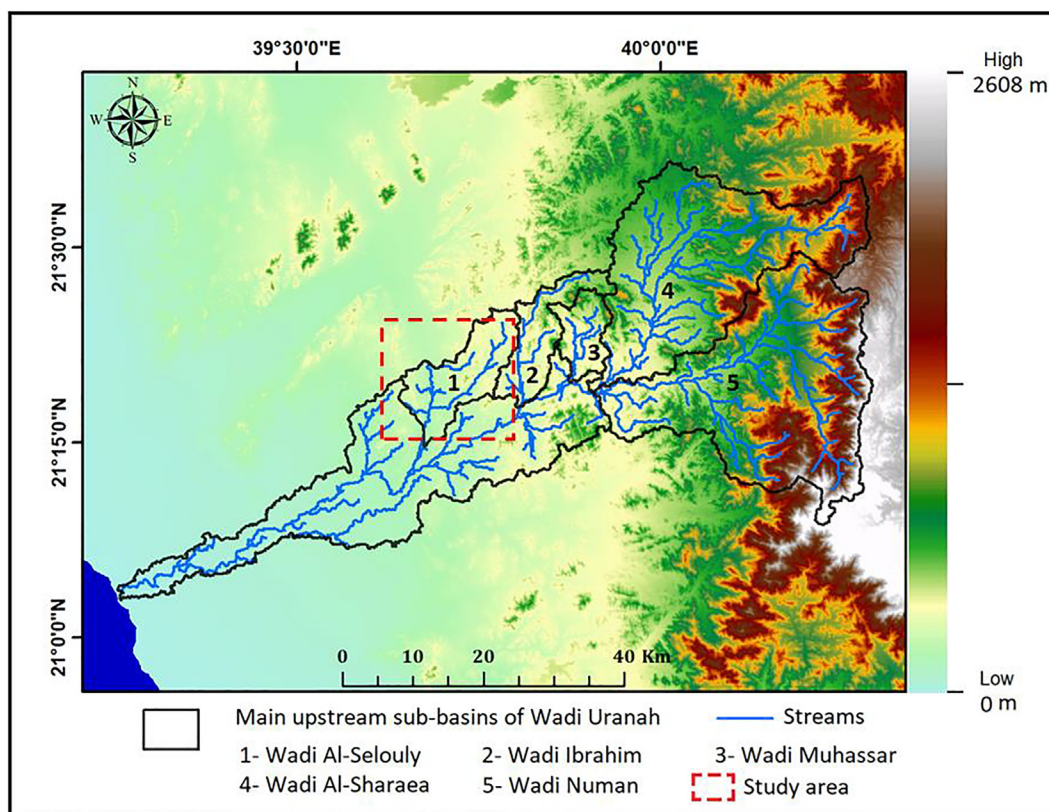 39°30'0"E 40°0'0"E
High
2608 m
N
W E
S
21°30'0"N
21°15'0"N
21°0'0"N
4
3
2
1
5
0 10 20 40 Km
Low
0 m
Main upstream sub-basins of Wadi Uranah Streams
1- Wadi Al-Selouly 2- Wadi Ibrahim 3- Wadi Muhassar
4- Wadi Al-Sharaea 5- Wadi Numan Study area